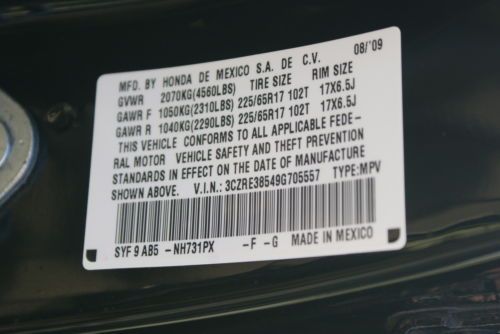 MFD. BY HONDA DE MEXICO S.A. DE C.V. 08/'09
GVWR 2070KG(4560LBS) TIRE SIZE RIM SIZE
GAWR F 1050KG(2310LBS) 225/65R17 102T 17X6.5J
GAWR R 1040KG(2290LBS) 225/65R17 102T 17X6.5J
THIS VEHICLE CONFORMS TO ALL APPLICABLE FEDE-
RAL MOTOR VEHICLE SAFETY AND THEFT PREVENTION
STANDARDS IN EFFECT ON THE DATE OF MANUFACTURE
SHOWN ABOVE. V.I.N.: 3CZRE38549G705557 TYPE:MPV
SYF 9 AB5 -NH731PX -F -G MADE IN MEXICO